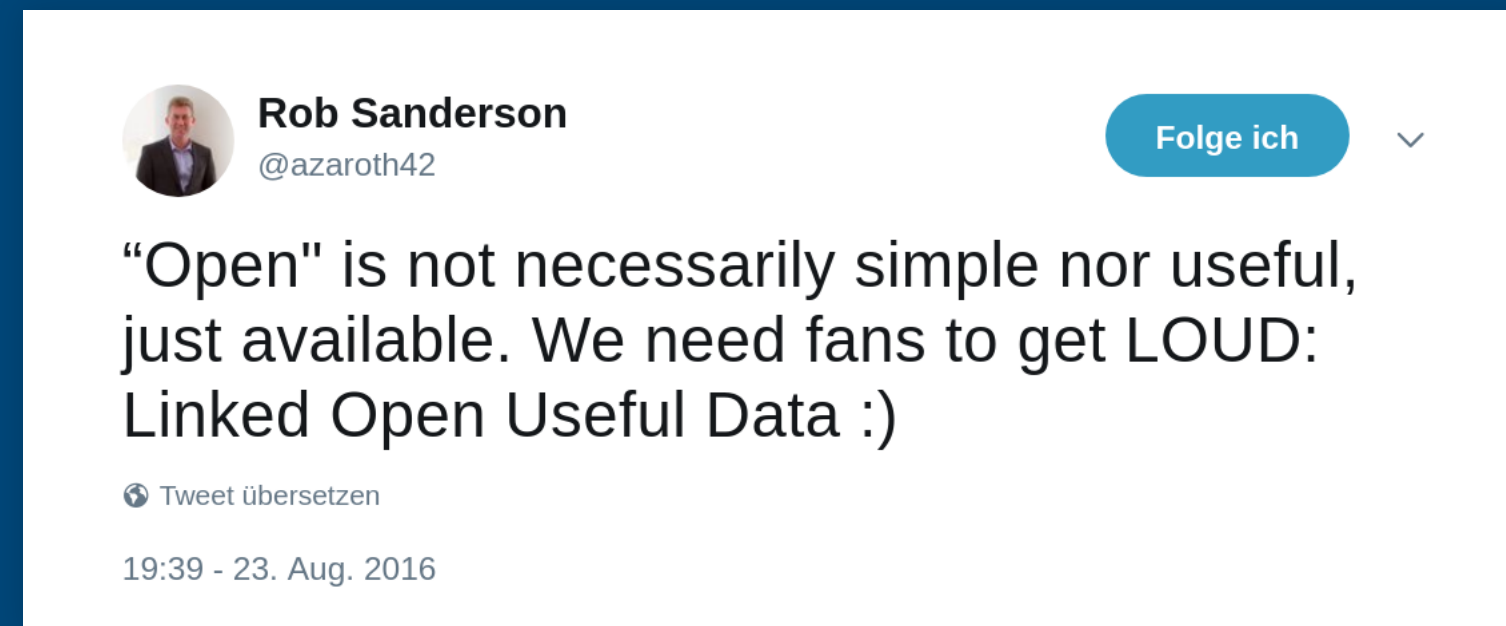 Rob Sanderson
@azaroth42
Folge ich
“Open" is not necessarily simple nor useful,
just available. We need fans to get LOUD:
Linked Open Useful Data :)
Tweet übersetzen
19:39 - 23. Aug. 2016